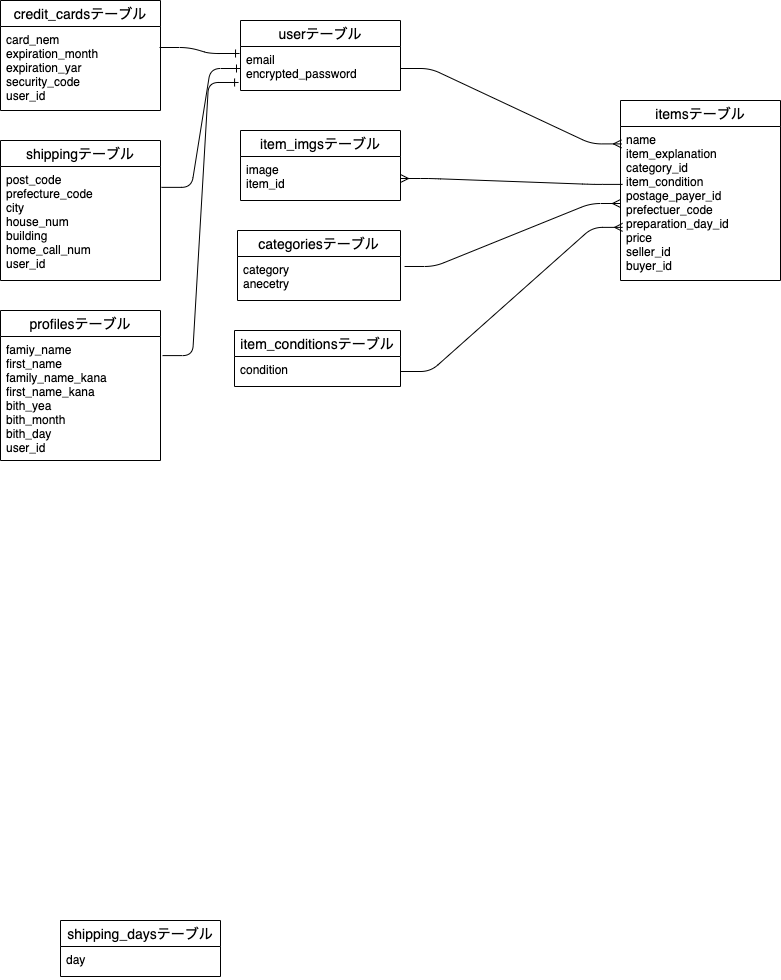 credit_cardsテーブル
card_nem
expiration_month
expiration_yar
security_code
user_id
userテーブル
email
encrypted_password
itemsテーブル
name
item_explanation
category_id
item_condition
postage_payer_id
prefectuer_code
preparation_day_id
price
seller_id
buyer_id
shippingテーブル
post_code
prefecture_code
city
house_num
building
home_call_num
user_id
item_imgsテーブル
image
item_id
categoriesテーブル
category
anecetry
profilesテーブル
famiy_name
first_name
family_name_kana
first_name_kana
bith_yea
bith_month
bith_day
user_id
item_conditionsテーブル
condition
shipping_daysテーブル
day